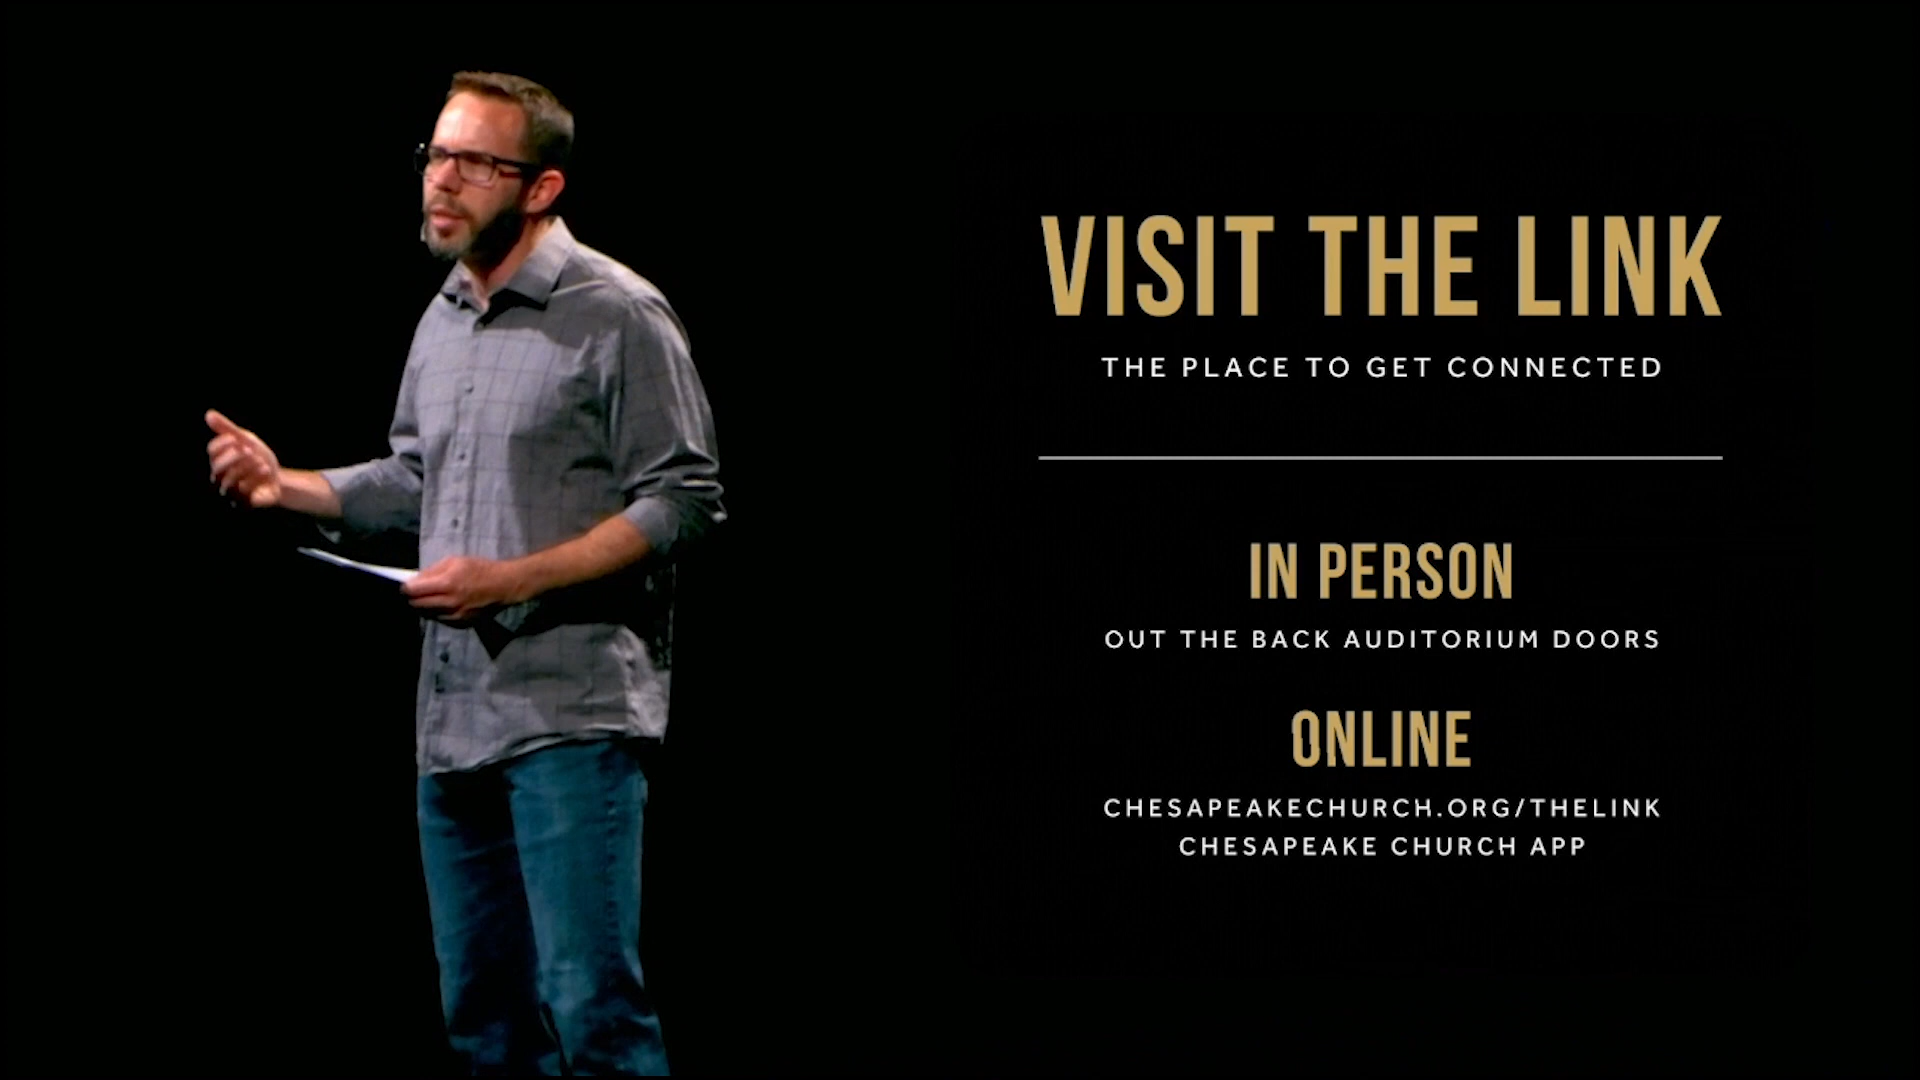 VISIT THE LINK
THE PLACE TO GET CONNECTED
IN PERSON
OUT THE BACK AUDITORIUM DOORS
ONLINE
CHESAPEAKECHURCH.ORG/THELINK
CHESAPEAKE CHURCH APP